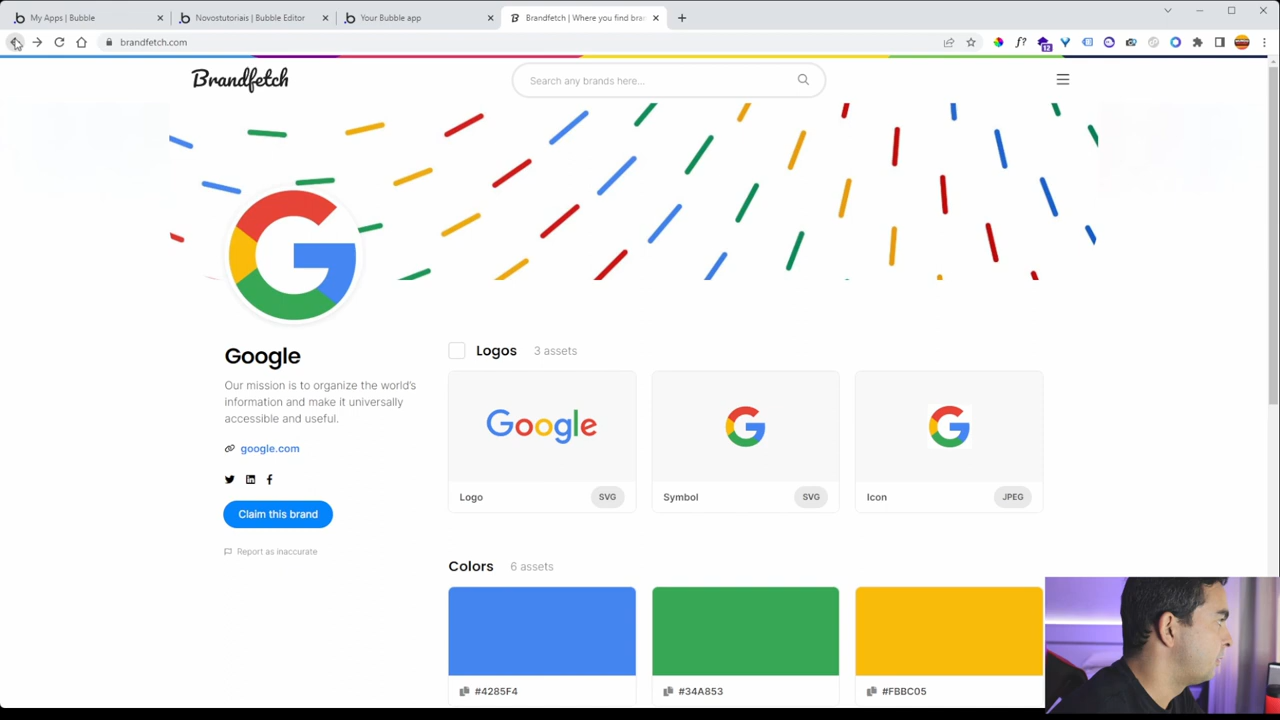 My Apps | Bubble
Novostutoriais | Bubble Editor
Your Bubble app
Brandfetch | Where you find bra
brandfetch.com
12
Brandfetch
Search any brands here...
Google
Our mission is to organize the world's
information and make it universally
accessible and useful.
google.com
Claim this brand
Report as inaccurate
Logos 3 assets
Google
Logo SVG
Symbol SVG
Icon JPEG
Colors 6 assets
#4285F4
#34A853
#FBBC05